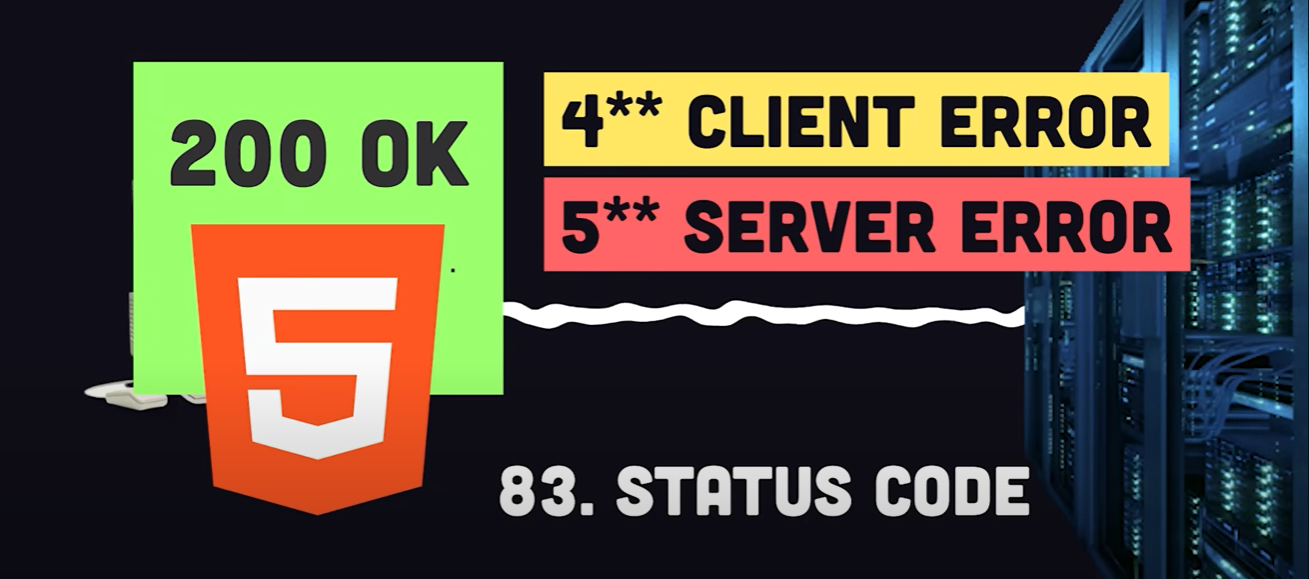 200 OK
4** CLIENT ERROR
5** SERVER ERROR
5
83. STATUS CODE